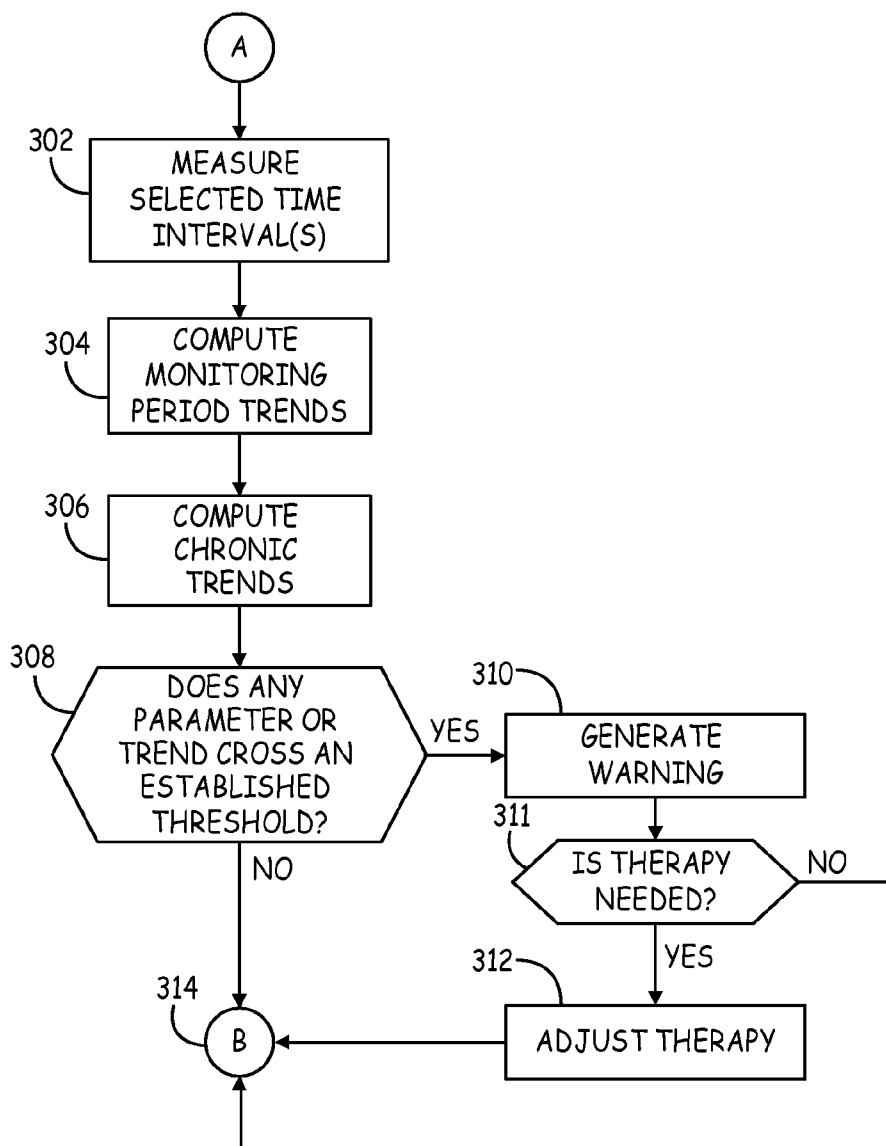 A
302
MEASURE
SELECTED TIME
INTERVAL(S)
304
COMPUTE
MONITORING
PERIOD TRENDS
306
COMPUTE
CHRONIC
TRENDS
308
DOES ANY
PARAMETER OR
TREND CROSS AN
ESTABLISHED
THRESHOLD?
YES
310
GENERATE
WARNING
311
IS THERAPY
NEEDED?
NO
NO
YES
312
ADJUST THERAPY
314
B